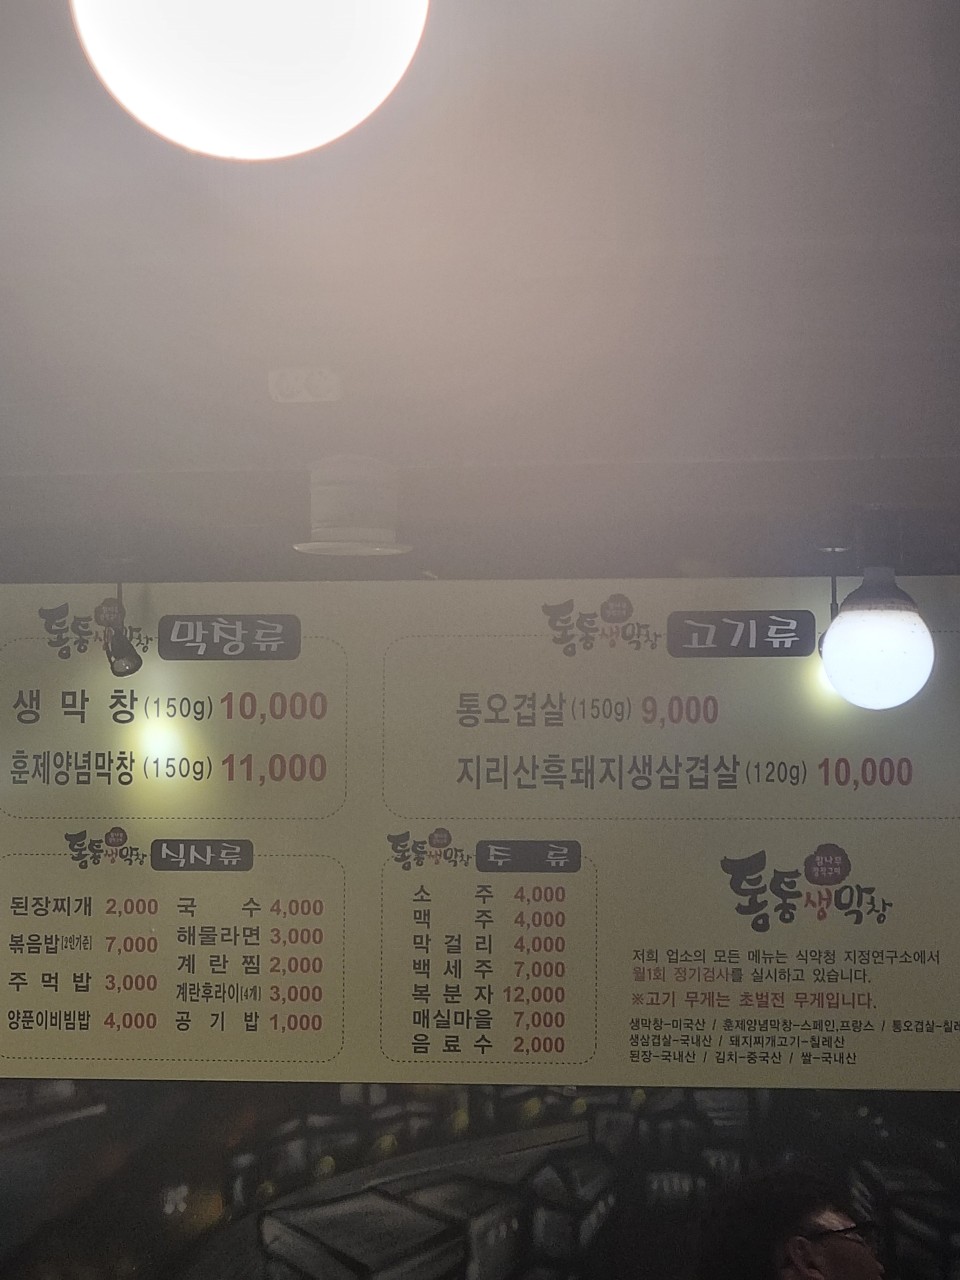 통통생막창 막창류
생막창(150g) 10,000
훈제양념막창(150g) 11,000
통통생막창 고기류
통오겹살(150g) 9,000
지리산흑돼지생삼겹살(120g) 10,000
통통생막창 식사류
된장찌개 2,000 국수 4,000
볶음밥(2인기준) 7,000 해물라면 3,000
계란찜 2,000
주먹밥 3,000 계란후라이(4개) 3,000
양푼이비빔밥 4,000 공기밥 1,000
통통생막창 주류
소주 4,000
맥주 4,000
막걸리 4,000
백세주 7,000
복분자 12,000
매실마을 7,000
음료수 2,000
참나무
통통생막창
저희 업소의 모든 메뉴는 식약청 지정연구소에서
월1회 정기검사를 실시하고 있습니다.
※고기 무게는 초벌전 무게입니다.
생막창-미국산 / 훈제양념막창-스페인,프랑스 / 통오겹살-칠레
생삼겹살-국내산 / 돼지찌개고기-칠레산
된장-국내산 / 김치-중국산 / 쌀-국내산